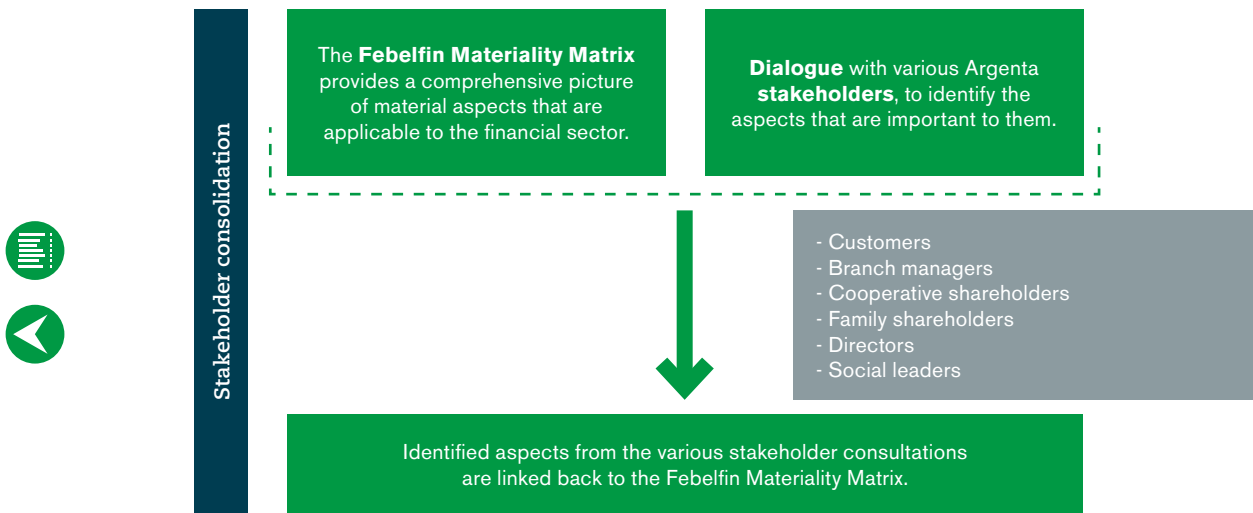 Stakeholder consolidation
The Febelfin Materiality Matrix
provides a comprehensive picture
of material aspects that are
applicable to the financial sector.
Dialogue with various Argenta
stakeholders, to identify the
aspects that are important to them.
- Customers
- Branch managers
- Cooperative shareholders
- Family shareholders
- Directors
- Social leaders
Identified aspects from the various stakeholder consultations
are linked back to the Febelfin Materiality Matrix.